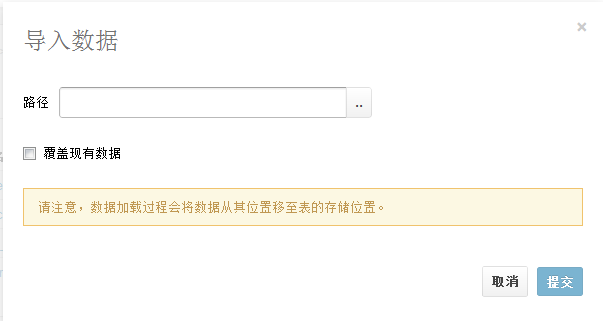 导入数据
×
路径
..
覆盖现有数据
请注意，数据加载过程会将数据从其位置移至表的存储位置。
取消 提交